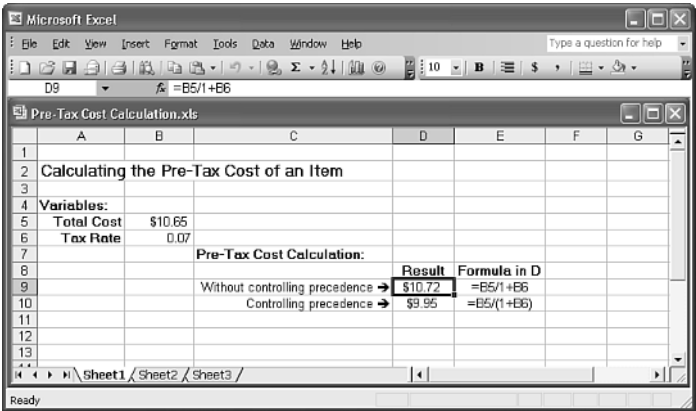 Microsoft Excel
File Edit View Insert Format Tools Data Window Help Type a question for help
10 B $ ,
D9 fx =B5/1+B6
Pre-Tax Cost Calculation.xls
A B C D E F G
1
2 Calculating the Pre-Tax Cost of an Item
3
4 Variables:
5 Total Cost $10.65
6 Tax Rate 0.07
7 Pre-Tax Cost Calculation:
8 Result Formula in D
9 Without controlling precedence ➔ $10.72 =B5/1+B6
10 Controlling precedence ➔ $9.95 =B5/(1+B6)
11
12
13
Sheet1 / Sheet2 / Sheet3 /
Ready